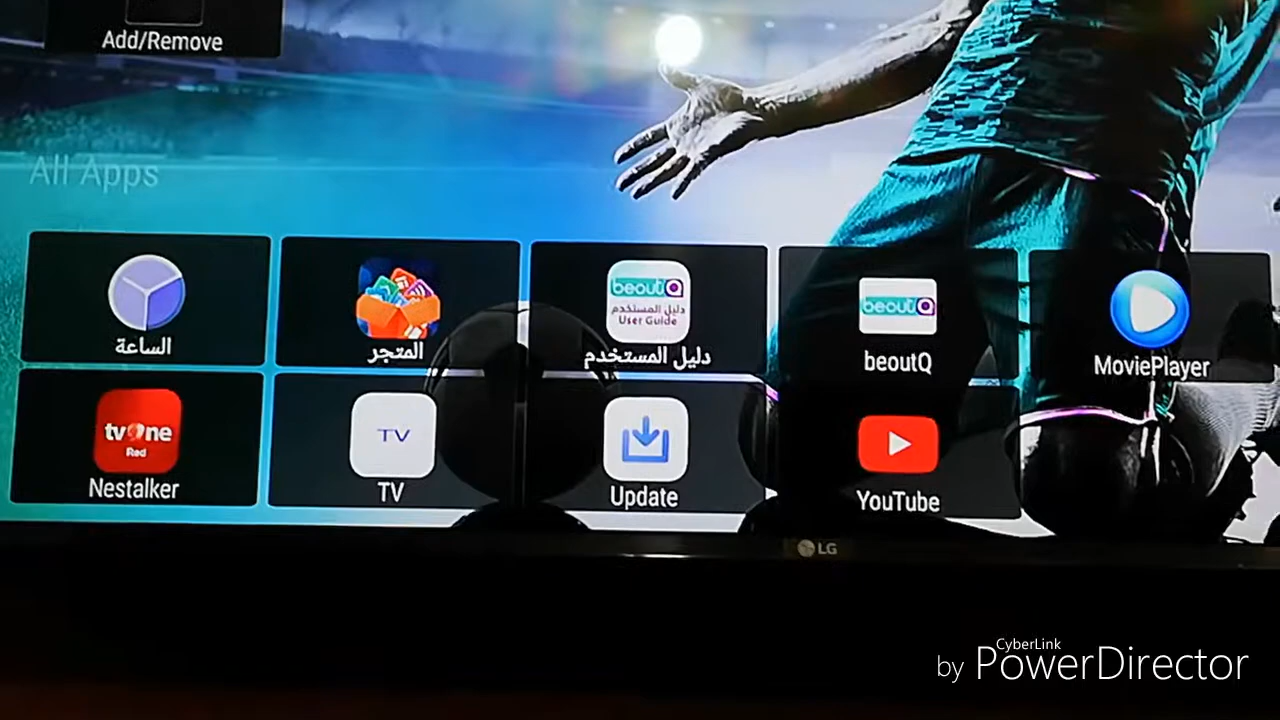 Add/Remove
All Apps
الساعة
المتجر
beoutQ
دليل المستخدم
User Guide
دليل المستخدم
beoutQ
beoutQ
MoviePlayer
tvOne
Red
Nestalker
TV
TV
Update
YouTube
LG
CyberLink
by PowerDirector